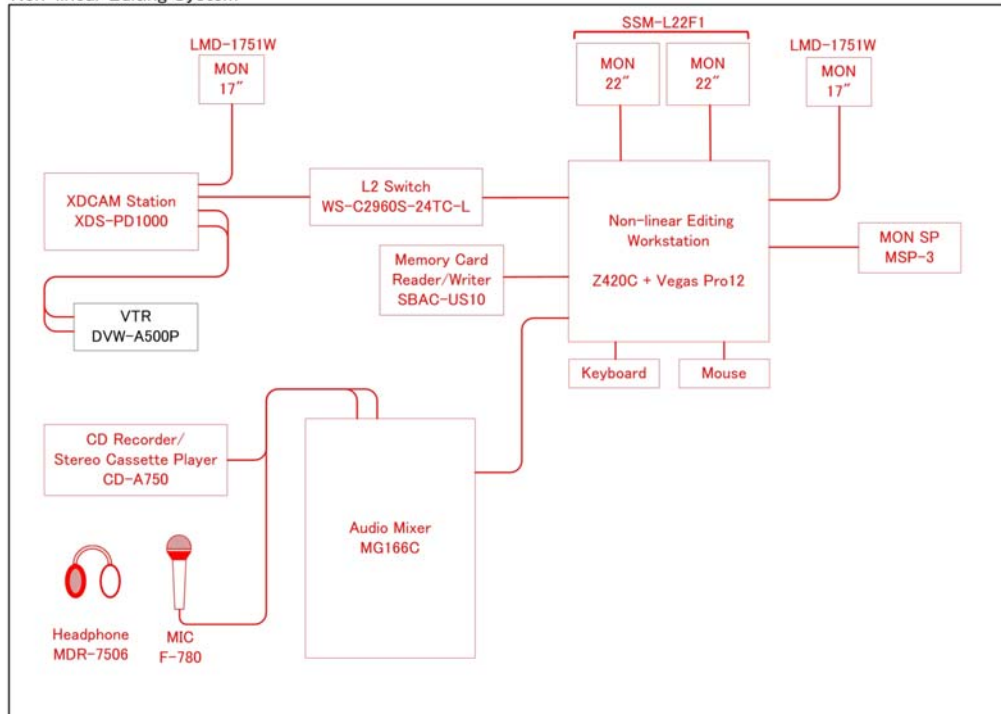 SSM-L22F1
LMD-1751W
MON
17"
MON
22"
MON
22"
LMD-1751W
MON
17"
XDCAM Station
XDS-PD1000
L2 Switch
WS-C2960S-24TC-L
Non-linear Editing
Workstation
Z420C + Vegas Pro12
MON SP
MSP-3
Memory Card
Reader/Writer
SBAC-US10
VTR
DVW-A500P
Keyboard
Mouse
CD Recorder/
Stereo Cassette Player
CD-A750
Audio Mixer
MG166C
Headphone
MDR-7506
MIC
F-780